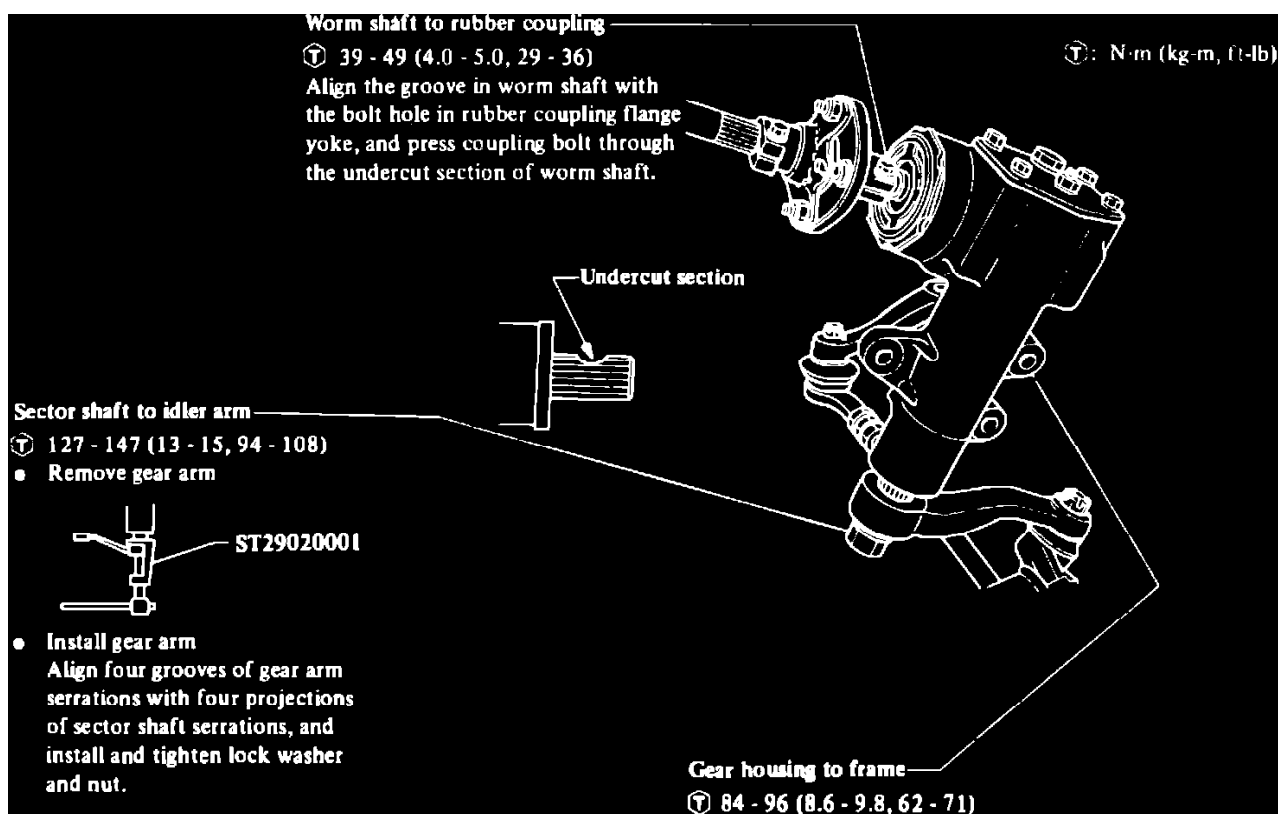 Worm shaft to rubber coupling
Ⓣ 39 - 49 (4.0 - 5.0, 29 - 36)
Align the groove in worm shaft with
the bolt hole in rubber coupling flange
yoke, and press coupling bolt through
the undercut section of worm shaft.
Ⓣ: N·m (kg-m, ft-lb)
Undercut section
Sector shaft to idler arm
Ⓣ 127 - 147 (13 - 15, 94 - 108)
• Remove gear arm
ST29020001
• Install gear arm
Align four grooves of gear arm
serrations with four projections
of sector shaft serrations, and
install and tighten lock washer
and nut.
Gear housing to frame
Ⓣ 84 - 96 (8.6 - 9.8, 62 - 71)